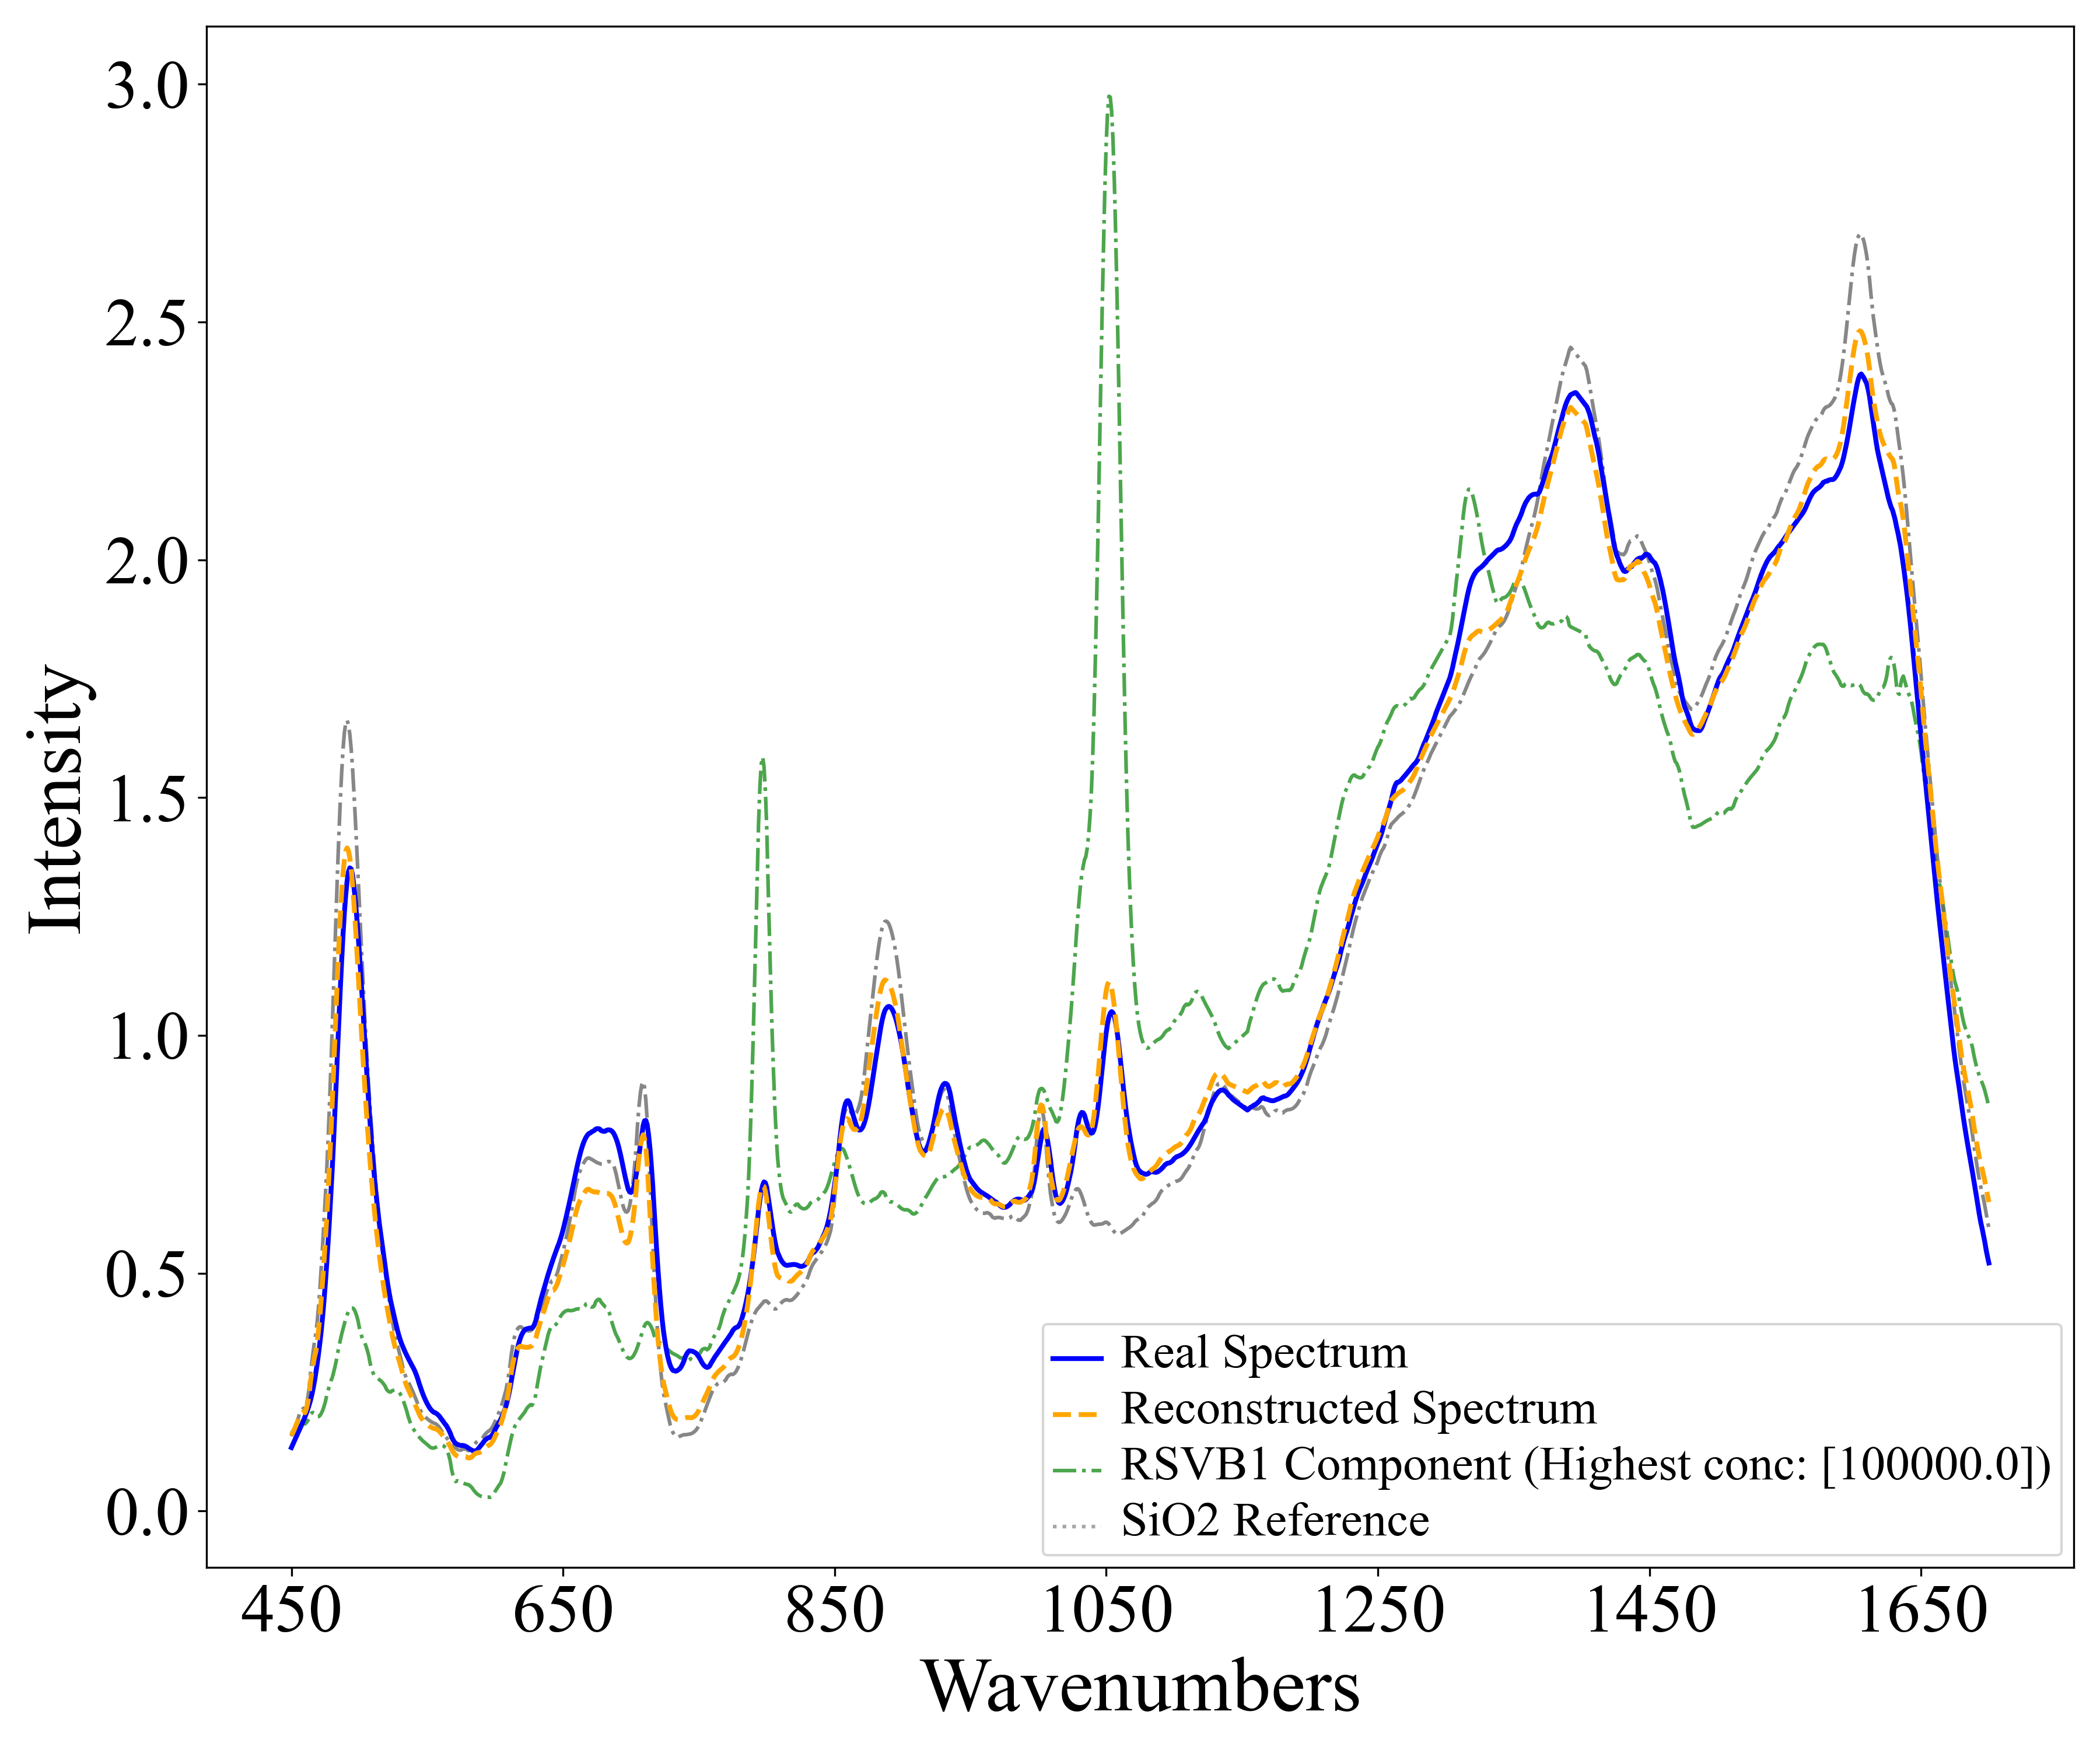 3.0
2.5
2.0
1.5
1.0
0.5
0.0
Intensity
450 650 850 1050 1250 1450 1650
Wavenumbers
Real Spectrum
Reconstructed Spectrum
RSVB1 Component (Highest conc: [100000.0])
SiO2 Reference